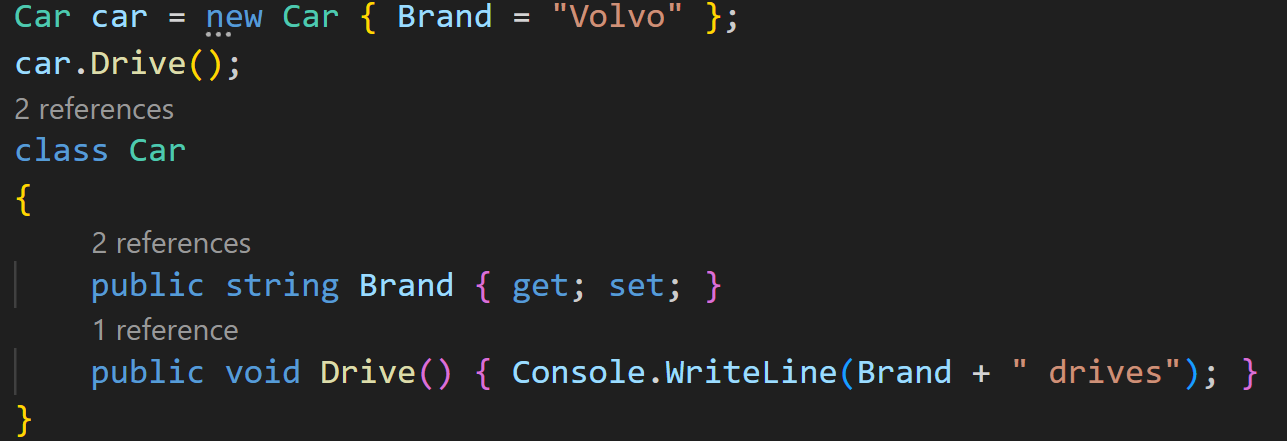 Car car = new Car { Brand = "Volvo" };
car.Drive();
2 references
class Car
{
2 references
public string Brand { get; set; }
1 reference
public void Drive() { Console.WriteLine(Brand + " drives"); }
}